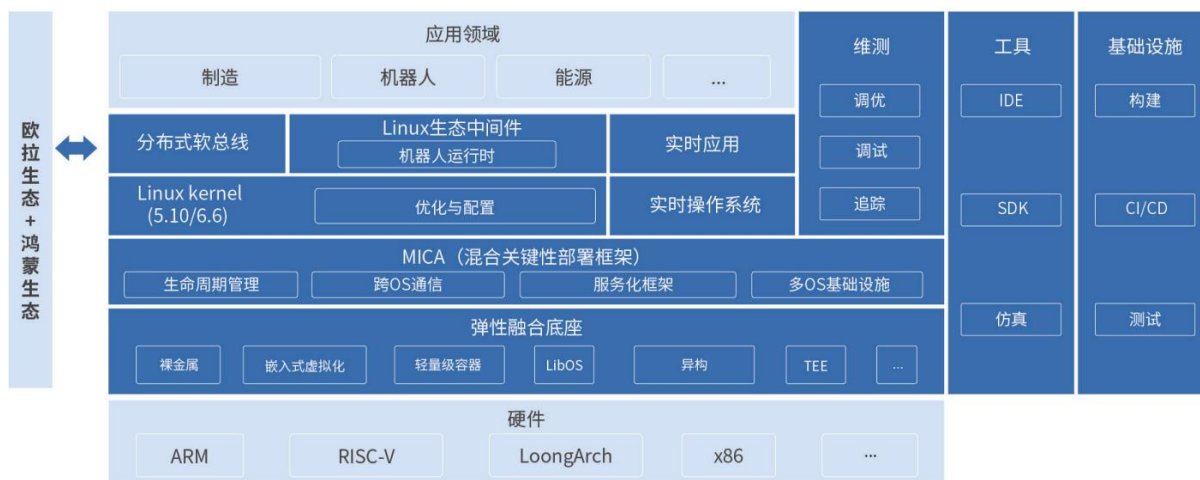 欧拉生态+鸿蒙生态
应用领域
制造
机器人
能源
...
分布式软总线
Linux生态中间件
机器人运行时
实时应用
Linux kernel
(5.10/6.6)
优化与配置
实时操作系统
MICA（混合关键性部署框架）
生命周期管理
跨OS通信
服务化框架
多OS基础设施
弹性融合底座
裸金属
嵌入式虚拟化
轻量级容器
LibOS
异构
TEE
...
硬件
ARM
RISC-V
LoongArch
x86
...
维测
调优
调试
追踪
工具
IDE
SDK
仿真
基础设施
构建
CI/CD
测试